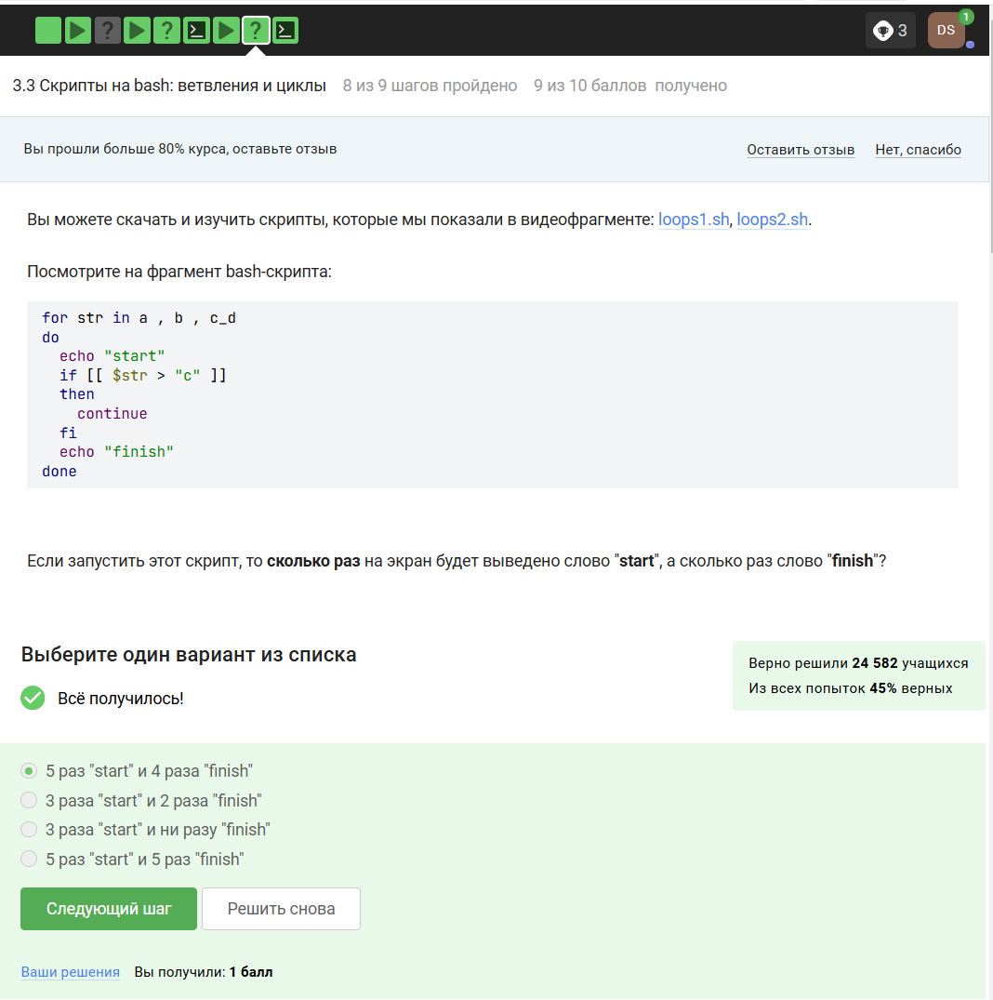 3
DS
1
3.3 Скрипты на bash: ветвления и циклы 8 из 9 шагов пройдено 9 из 10 баллов получено
Вы прошли больше 80% курса, оставьте отзыв
Оставить отзыв Нет, спасибо
Вы можете скачать и изучить скрипты, которые мы показали в видеофрагменте: loops1.sh, loops2.sh.
Посмотрите на фрагмент bash-скрипта:
for str in a , b , c_d
do
  echo "start"
  if [[ $str > "c" ]]
  then
    continue
  fi
  echo "finish"
done
Если запустить этот скрипт, то сколько раз на экран будет выведено слово "start", а сколько раз слово "finish"?
Выберите один вариант из списка
Всё получилось!
Верно решили 24 582 учащихся
Из всех попыток 45% верных
5 раз "start" и 4 раза "finish"
3 раза "start" и 2 раза "finish"
3 раза "start" и ни разу "finish"
5 раз "start" и 5 раз "finish"
Следующий шаг Решить снова
Ваши решения Вы получили: 1 балл